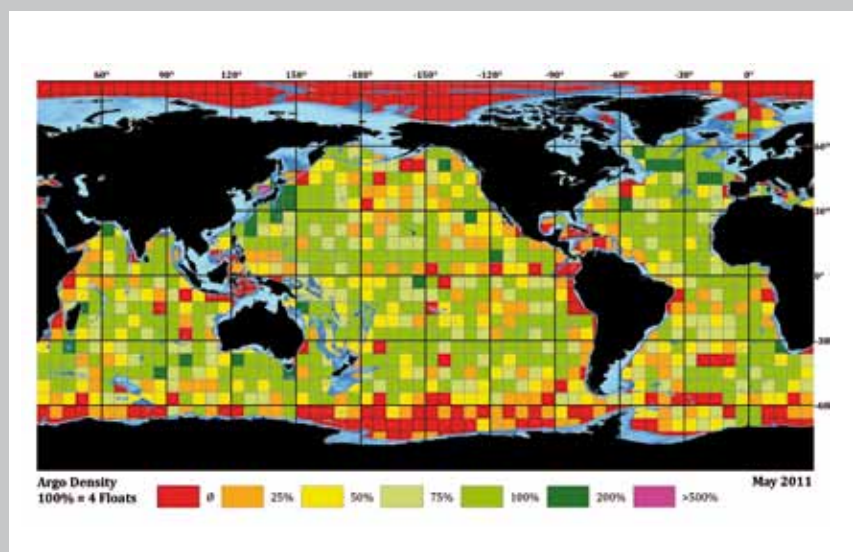 60° 90° 120° 150° -180° -150° -120° -90° -60° -30° 0°
60°
30°
0°
-30°
-60°
Argo Density
100% = 4 Floats
Ø 25% 50% 75% 100% 200% >500%
May 2011